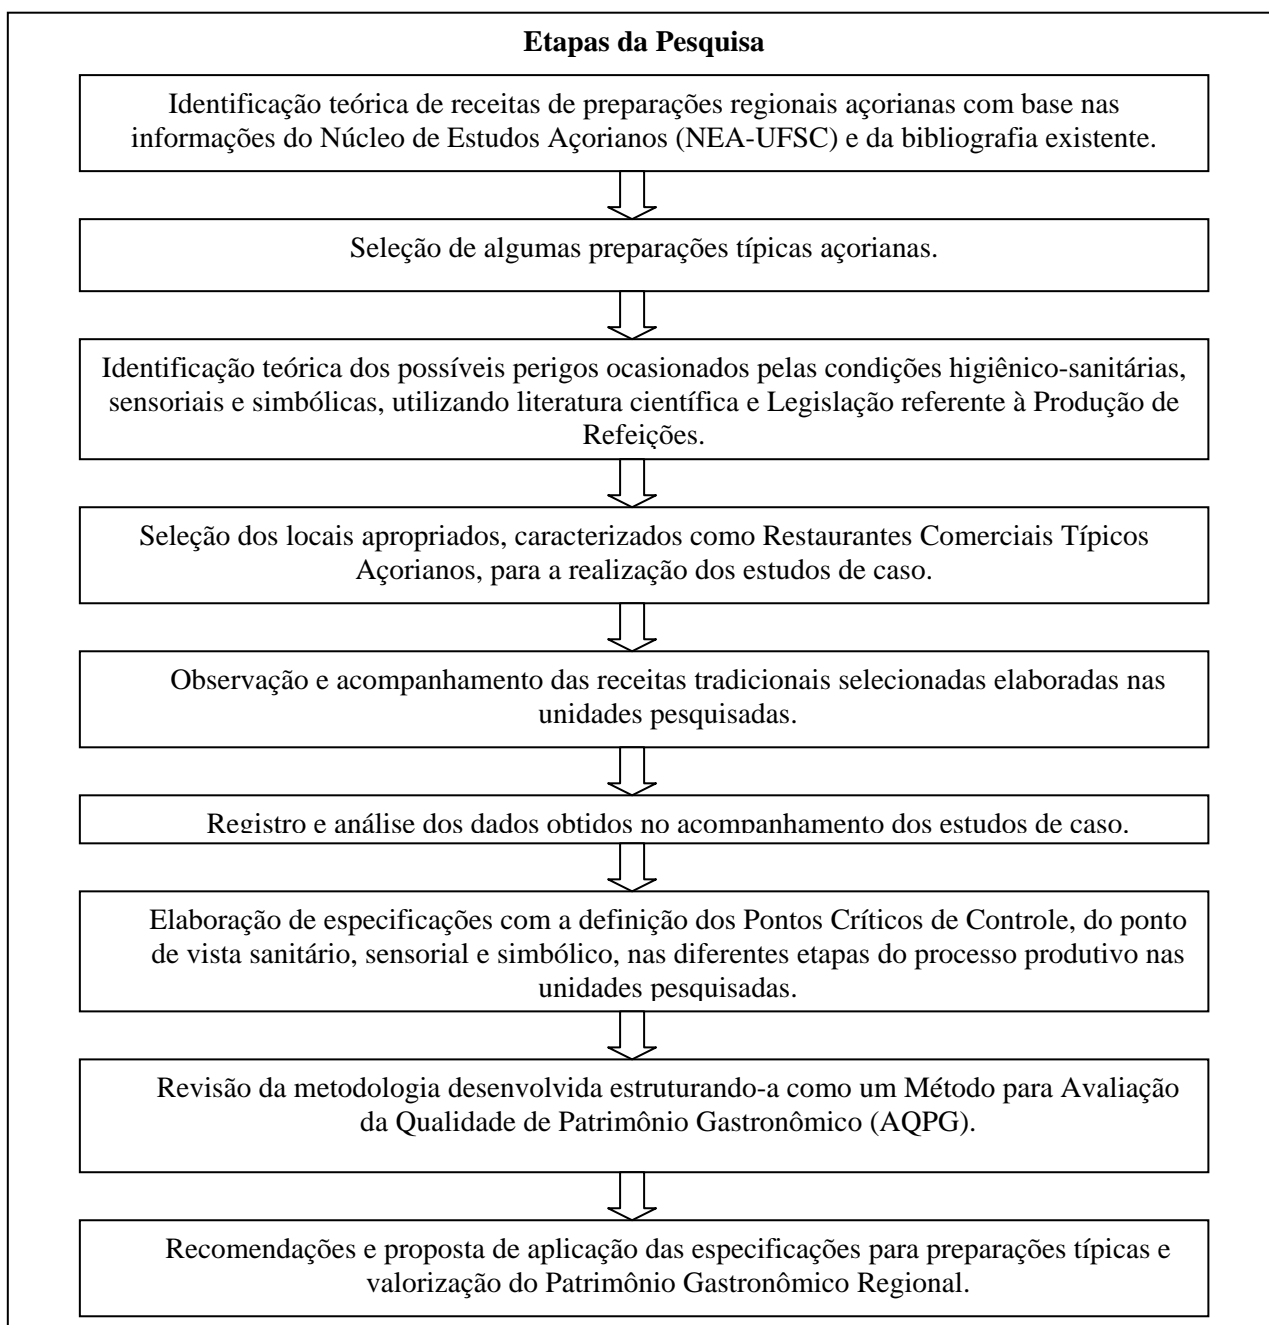 Etapas da Pesquisa
Identificação teórica de receitas de preparações regionais açorianas com base nas
informações do Núcleo de Estudos Açorianos (NEA-UFSC) e da bibliografia existente.
Seleção de algumas preparações típicas açorianas.
Identificação teórica dos possíveis perigos ocasionados pelas condições higiênico-sanitárias,
sensoriais e simbólicas, utilizando literatura científica e Legislação referente à Produção de
Refeições.
Seleção dos locais apropriados, caracterizados como Restaurantes Comerciais Típicos
Açorianos, para a realização dos estudos de caso.
Observação e acompanhamento das receitas tradicionais selecionadas elaboradas nas
unidades pesquisadas.
Registro e análise dos dados obtidos no acompanhamento dos estudos de caso.
Elaboração de especificações com a definição dos Pontos Críticos de Controle, do ponto
de vista sanitário, sensorial e simbólico, nas diferentes etapas do processo produtivo nas
unidades pesquisadas.
Revisão da metodologia desenvolvida estruturando-a como um Método para Avaliação
da Qualidade de Patrimônio Gastronômico (AQPG).
Recomendações e proposta de aplicação das especificações para preparações típicas e
valorização do Patrimônio Gastronômico Regional.